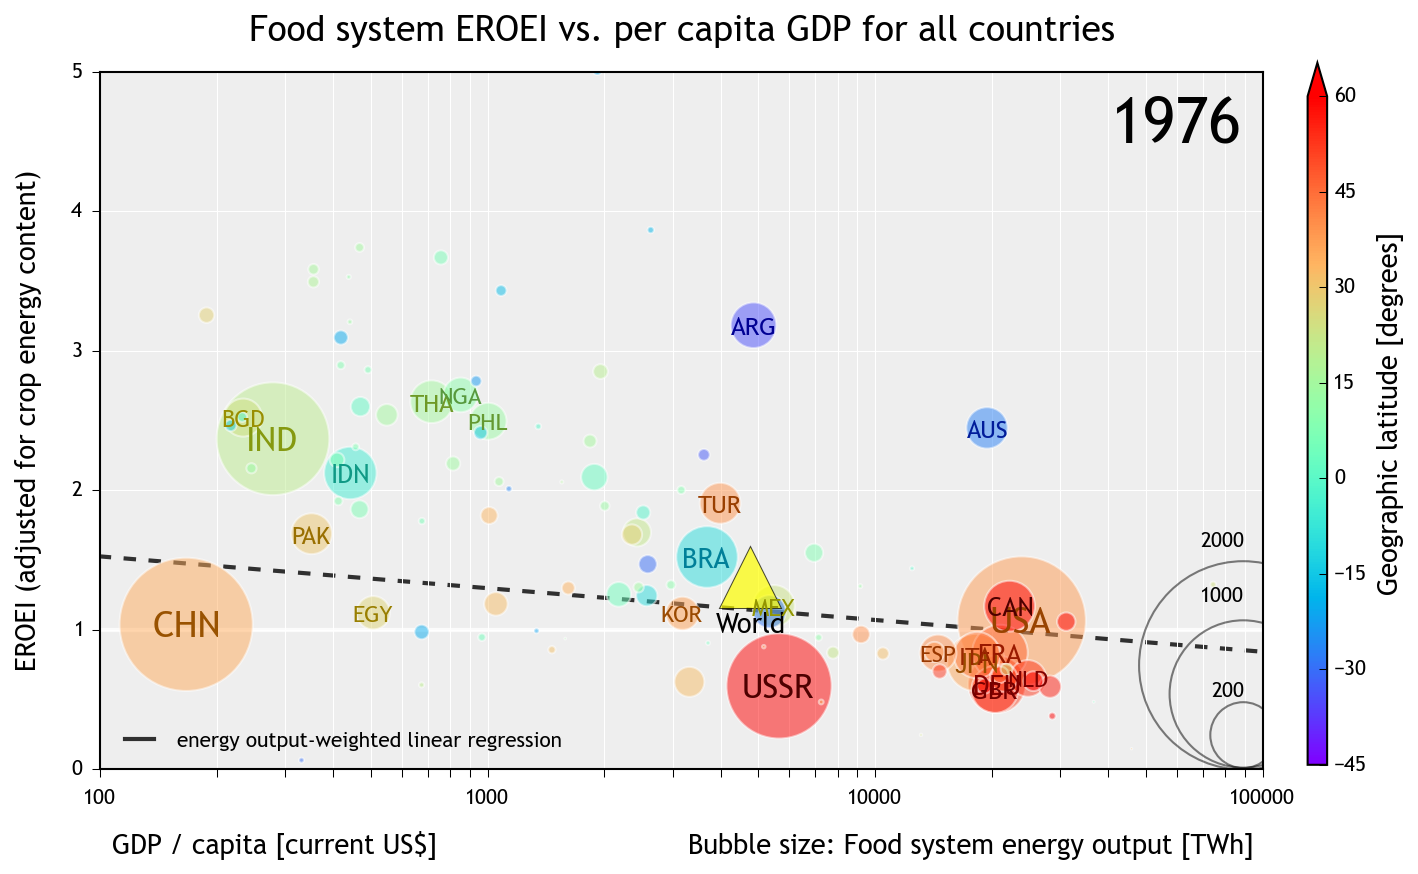 Food system EROEI vs. per capita GDP for all countries
1976
EROEI (adjusted for crop energy content)
5
4
3
2
1
0
ARG
BGD
IND
THA
NGA
PHL
AUS
IDN
PAK
TUR
BRA
CHN
EGY
KOR
MEX
World
CAN
USA
ESP
ITA
JPN
FRA
DEU
NLD
GBR
USSR
2000
1000
200
energy output-weighted linear regression
100
1000
10000
100000
GDP / capita [current US$]
Bubble size: Food system energy output [TWh]
60
45
30
15
0
−15
−30
−45
Geographic latitude [degrees]